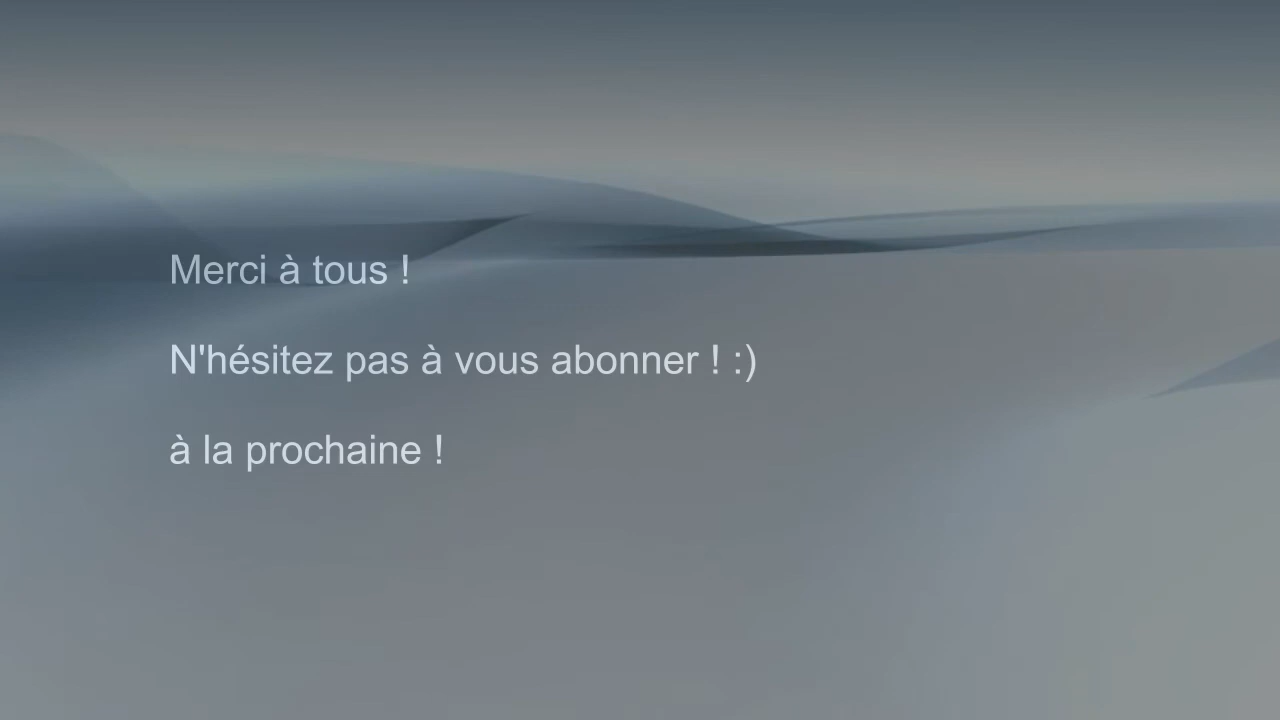 Merci à tous !
N'hésitez pas à vous abonner ! :)
à la prochaine !